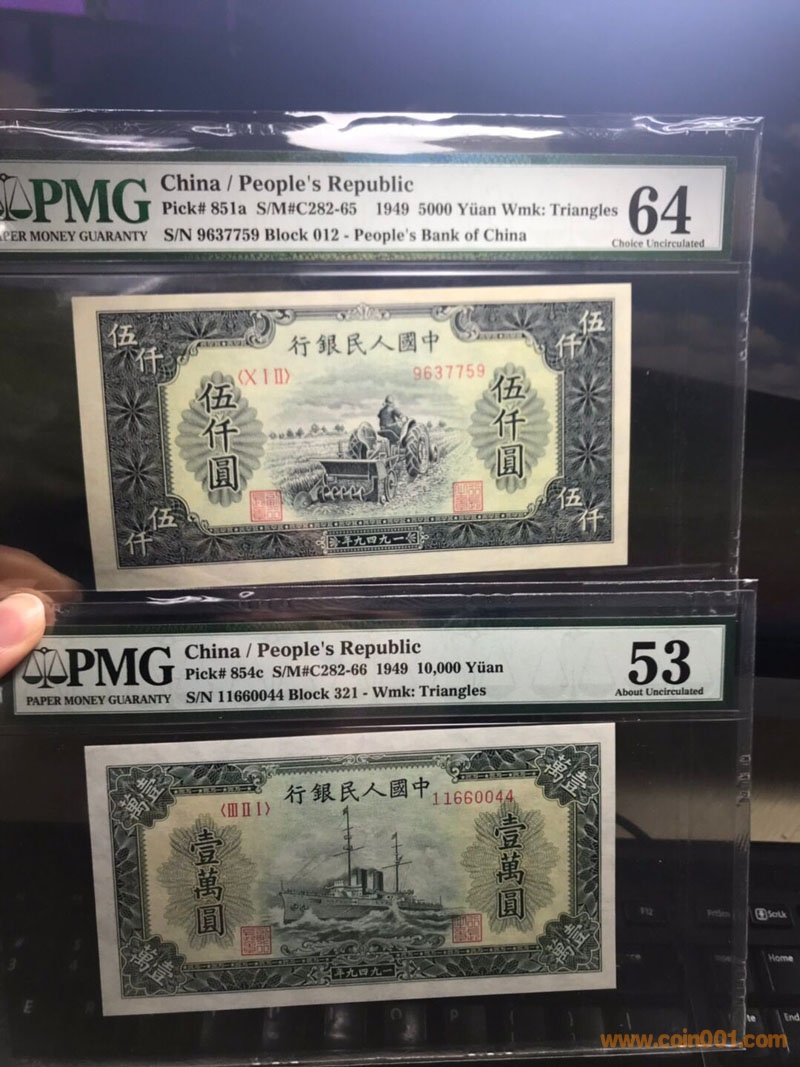 PMG
PAPER MONEY GUARANTY
China / People's Republic
Pick# 851a S/M#C282-65 1949 5000 Yüan Wmk: Triangles
S/N 9637759 Block 012 - People's Bank of China
64
Choice Uncirculated
伍仟
伍仟
行銀民人國中
〈X I II〉
9637759
伍仟圓
伍仟圓
伍仟
伍仟
年九四九一
PMG
PAPER MONEY GUARANTY
China / People's Republic
Pick# 854c S/M#C282-66 1949 10,000 Yüan
S/N 11660044 Block 321 - Wmk: Triangles
53
About Uncirculated
萬壹
萬壹
行銀民人國中
〈III II I〉
11660044
壹萬圓
壹萬圓
萬壹
萬壹
年九四九一
F12
PrtScn
ScrLk
Home
End
E
R
www.coin001.com